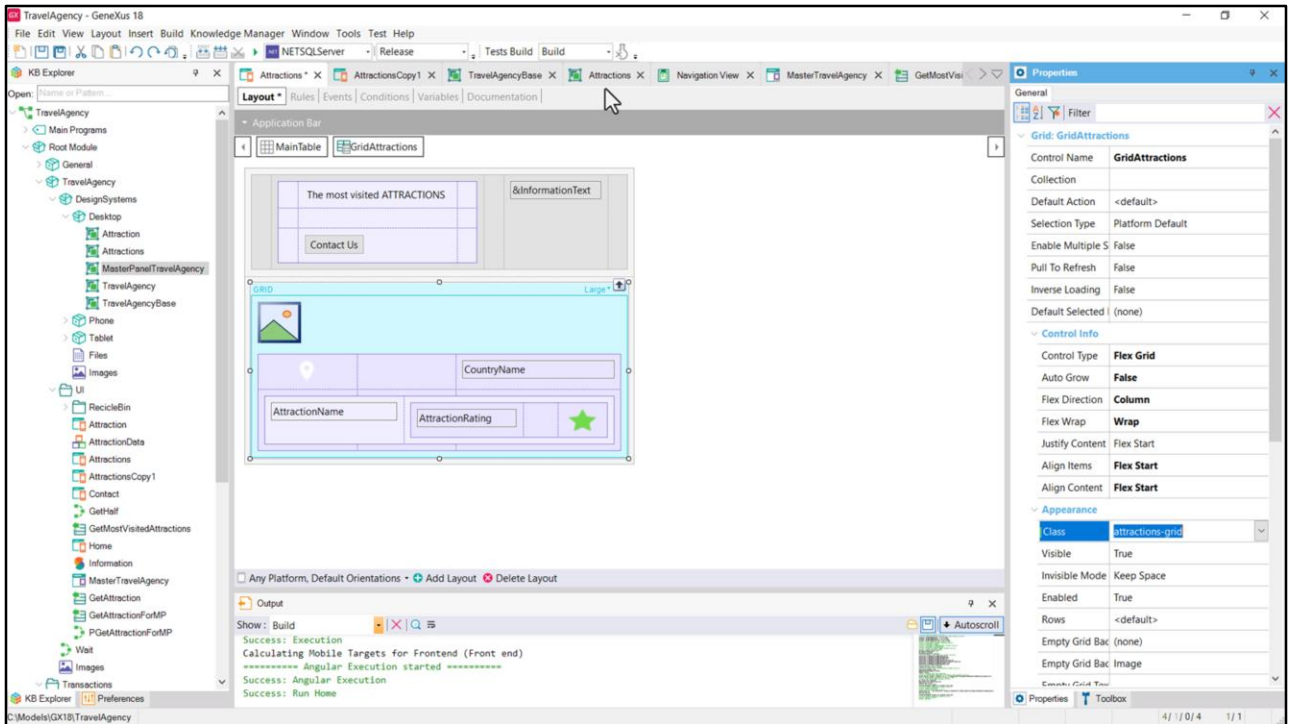 TravelAgency - GeneXus 18
File Edit View Layout Insert Build Knowledge Manager Window Tools Test Help
NETSQLServer Release Tests Build Build
KB Explorer
Open: Name or Pattern...
TravelAgency
Main Programs
Root Module
General
TravelAgency
DesignSystems
Desktop
Attraction
Attractions
MasterPanelTravelAgency
TravelAgency
TravelAgencyBase
Phone
Tablet
Files
Images
UI
RecicleBin
Attraction
AttractionData
Attractions
AttractionsCopy1
Contact
GetHalf
GetMostVisitedAttractions
Home
Information
MasterTravelAgency
GetAttraction
GetAttractionForMP
PGetAttractionForMP
Wait
Images
Transactions
KB Explorer Preferences
C:\Models\GX18\TravelAgency
Attractions * X AttractionsCopy1 X TravelAgencyBase X Attractions X Navigation View X MasterTravelAgency X GetMostVisi
Layout * Rules Events Conditions Variables Documentation
Application Bar
MainTable GridAttractions
The most visited ATTRACTIONS
&InformationText
Contact Us
GRID Large*
CountryName
AttractionName
AttractionRating
Any Platform, Default Orientations Add Layout Delete Layout
Output
Show: Build Autoscroll
Success: Execution
Calculating Mobile Targets for Frontend (Front end)
========== Angular Execution started ==========
Success: Angular Execution
Success: Run Home
Properties
General
Filter
Grid: GridAttractions
Control Name GridAttractions
Collection
Default Action <default>
Selection Type Platform Default
Enable Multiple S False
Pull To Refresh False
Inverse Loading False
Default Selected (none)
Control Info
Control Type Flex Grid
Auto Grow False
Flex Direction Column
Flex Wrap Wrap
Justify Content Flex Start
Align Items Flex Start
Align Content Flex Start
Appearance
Class attractions-grid
Visible True
Invisible Mode Keep Space
Enabled True
Rows <default>
Empty Grid Bac (none)
Empty Grid Bac Image
Properties Toolbox
4/ 1/0/ 4 1/ 1